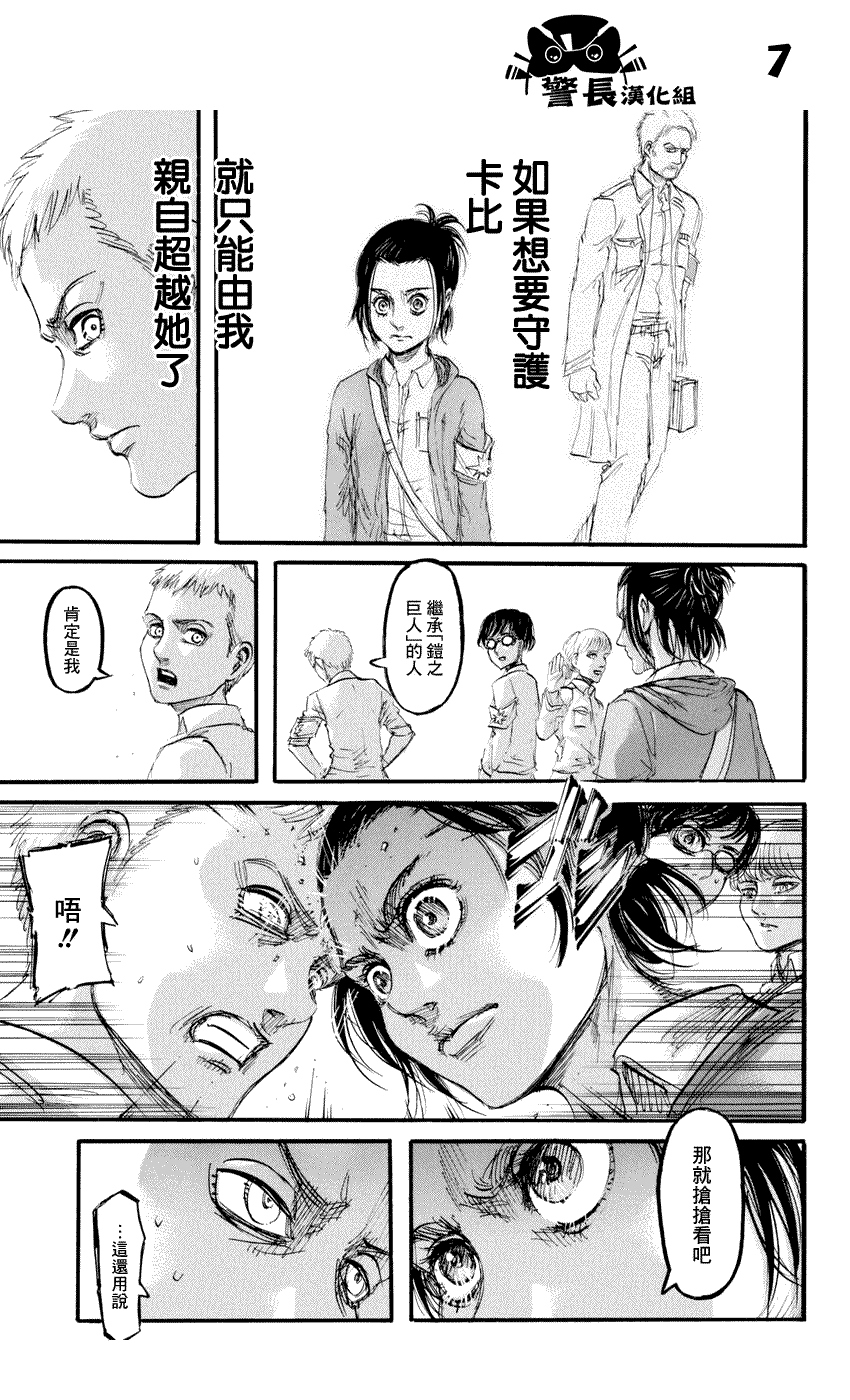 警長漢化組
7
如果想要守護
卡比
就只能由我
親自超越她了
繼承「鎧之
巨人」的人
肯定是我
ガッ
唔!!
那就搶搶看吧
…這還用說